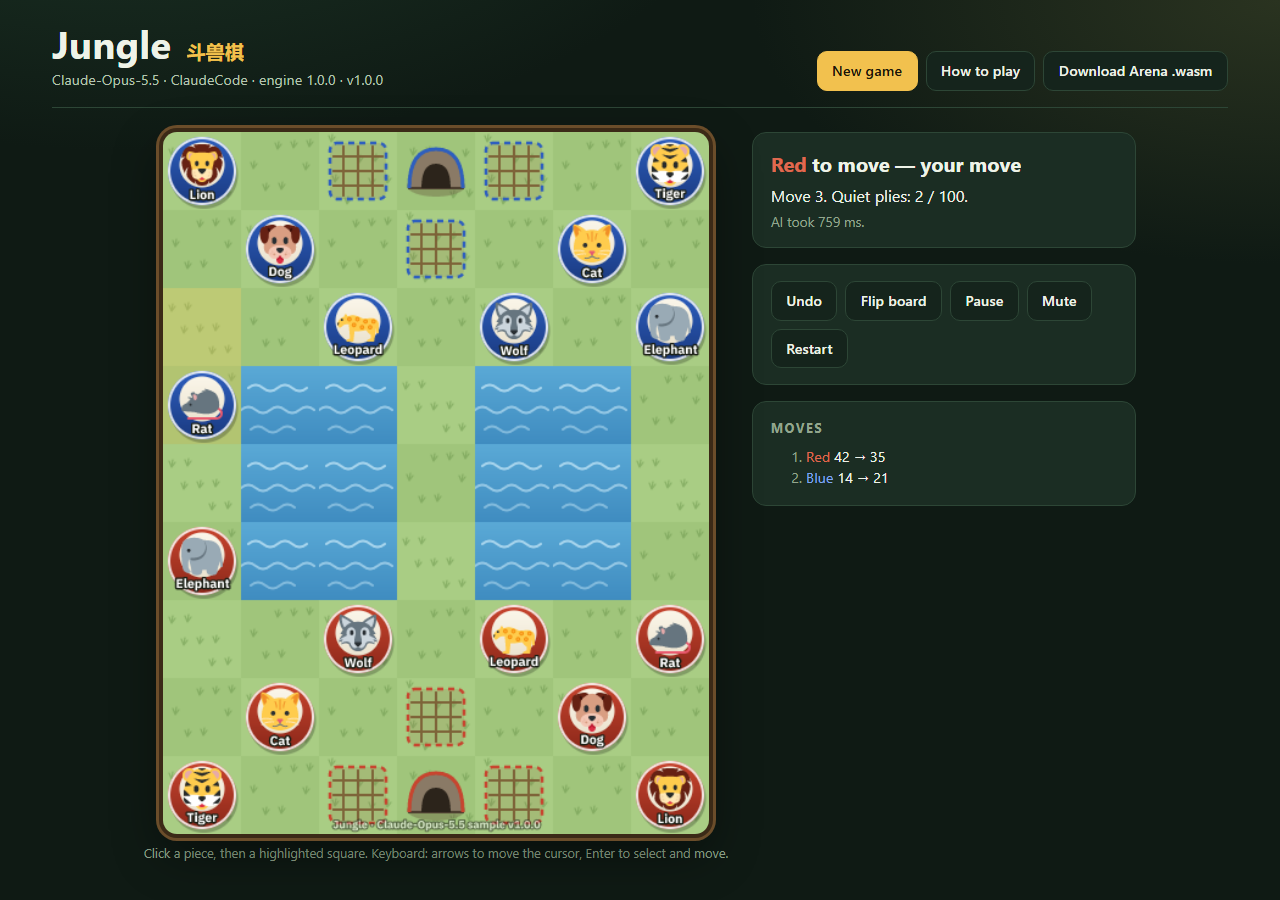 Jungle 斗兽棋
Claude-Opus-5.5 · ClaudeCode · engine 1.0.0 · v1.0.0
New game
How to play
Download Arena .wasm
Lion
Tiger
Dog
Cat
Leopard
Wolf
Elephant
Rat
Elephant
Wolf
Leopard
Rat
Cat
Dog
Tiger
Lion
Jungle · Claude-Opus-5.5 sample v1.0.0
Click a piece, then a highlighted square. Keyboard: arrows to move the cursor, Enter to select and move.
Red to move — your move
Move 3. Quiet plies: 2 / 100.
AI took 759 ms.
Undo
Flip board
Pause
Mute
Restart
MOVES
1. Red 42 → 35
2. Blue 14 → 21